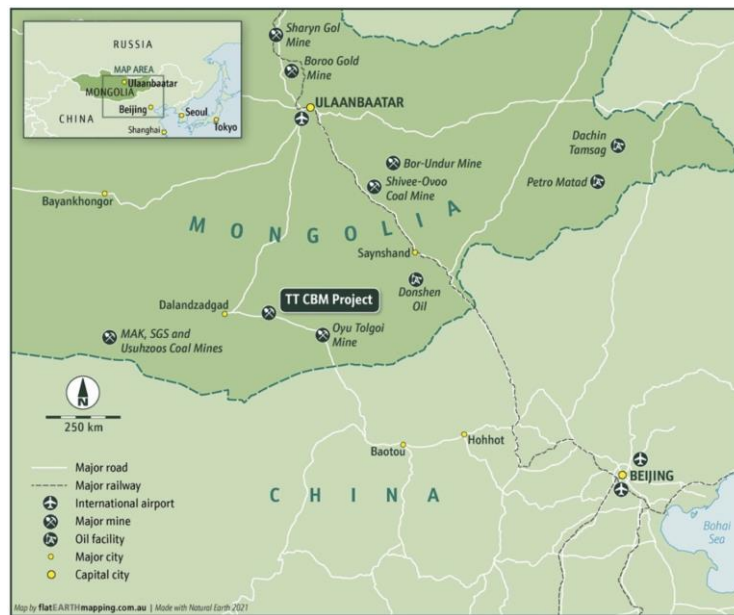 RUSSIA
MAP AREA
Ulaanbaatar
MONGOLIA
Beijing
Seoul
CHINA
Shanghai
Tokyo
Sharyn Gol
Mine
Boroo Gold
Mine
ULAANBAATAR
Dachin
Tamsag
Bor-Undur Mine
Shivee-Ovoo
Coal Mine
Petro Matad
Bayankhongor
MONGOLIA
Saynshand
Donshen
Oil
Dalandzadgad
TT CBM Project
Oyu Tolgoi
Mine
MAK, SGS and
Usuhzoos Coal Mines
N
250 km
Baotou
Hohhot
BEIJING
CHINA
Bohai
Sea
Major road
Major railway
International airport
Major mine
Oil facility
Major city
Capital city
Map by flatEARTHmapping.com.au | Made with Natural Earth 2021